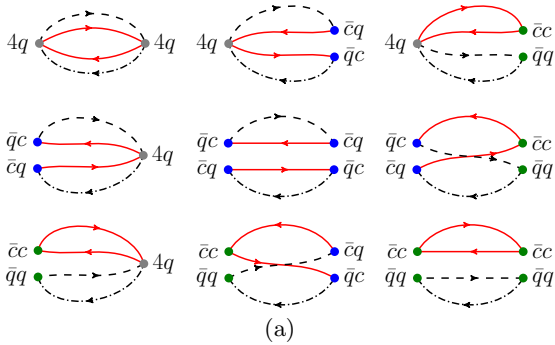 4q 4q 4q c̄q q̄c 4q c̄c q̄q
q̄c c̄q 4q q̄c c̄q c̄q q̄c q̄c c̄q c̄c q̄q
c̄c q̄q 4q c̄c q̄q c̄q q̄c c̄c q̄q c̄c q̄q
(a)